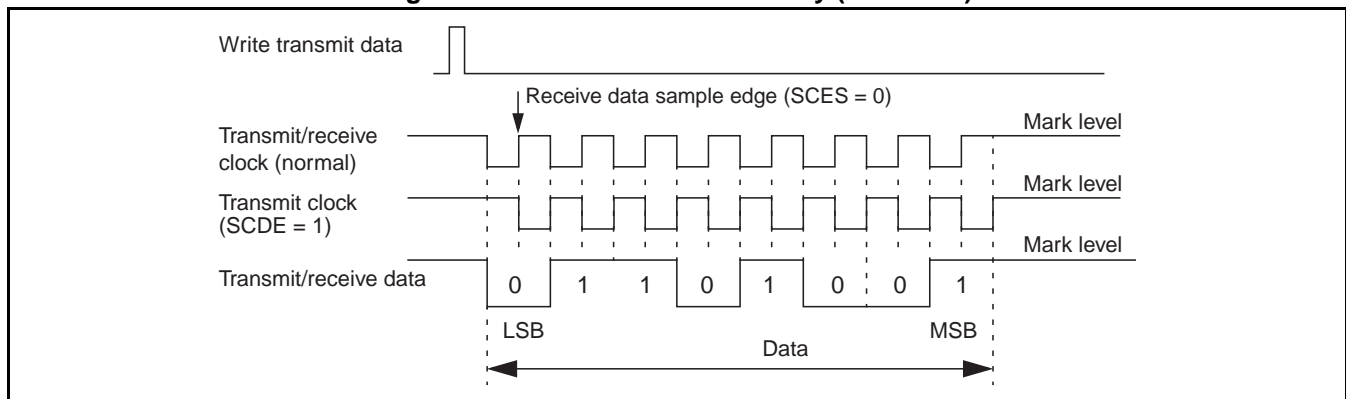 Write transmit data
Receive data sample edge (SCES = 0)
Transmit/receive
clock (normal)
Mark level
Transmit clock
(SCDE = 1)
Mark level
Transmit/receive data
Mark level
0 1 1 0 1 0 0 1
LSB
MSB
Data